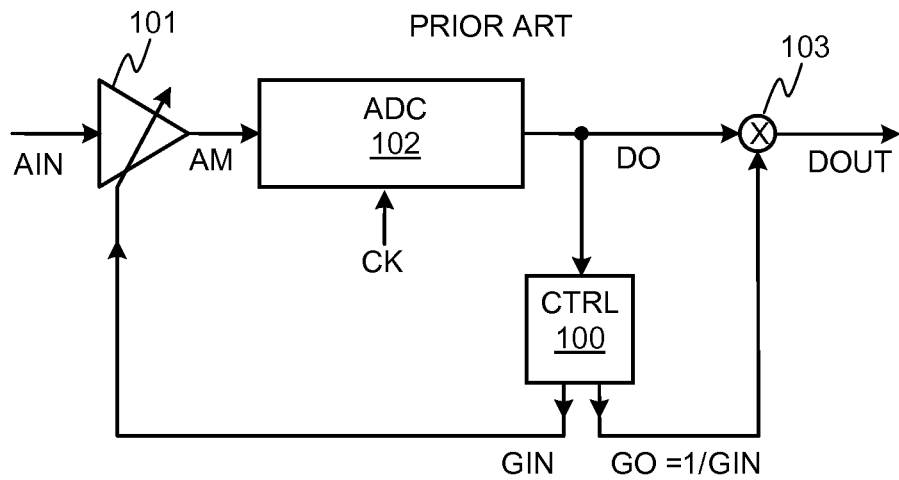 101
PRIOR ART
103
ADC
102
X
AIN
AM
DO
DOUT
CK
CTRL
100
GIN
GO =1/GIN